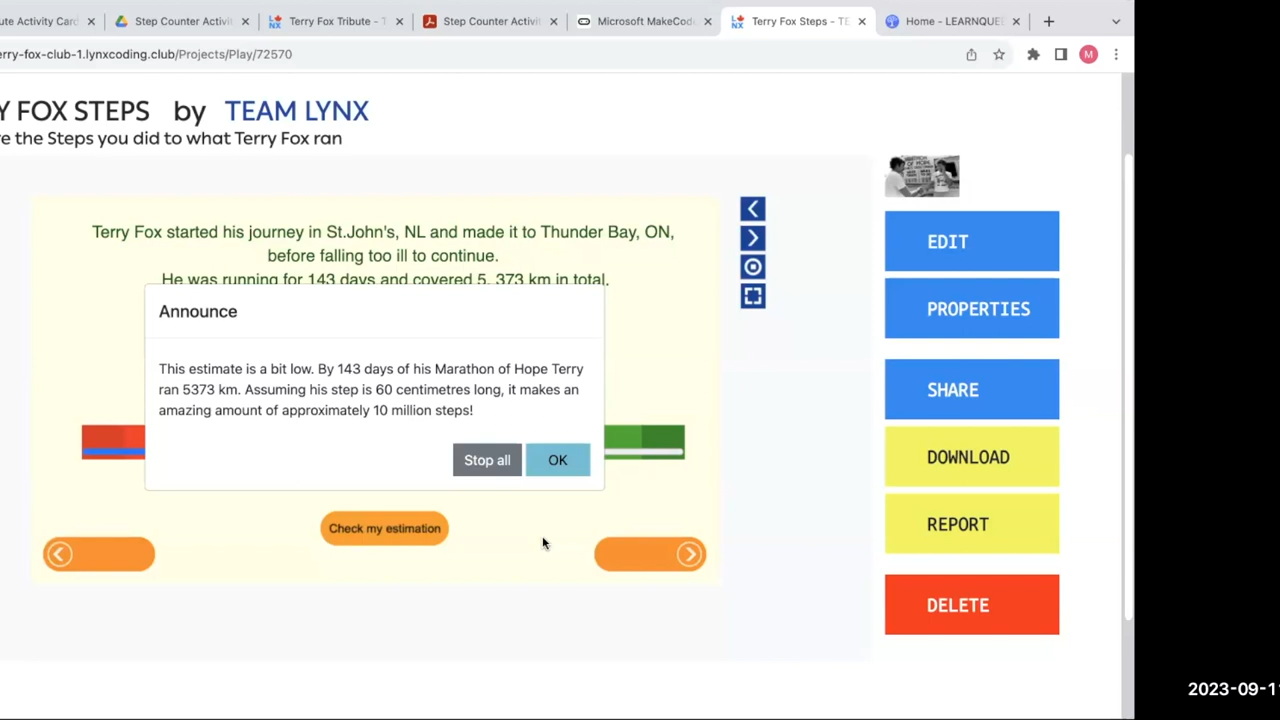 ute Activity Card
Step Counter Activi
Terry Fox Tribute - T
Step Counter Activi
Microsoft MakeCode
Terry Fox Steps - TE
Home - LEARNQUE
erry-fox-club-1.lynxcoding.club/Projects/Play/72570
M
Y FOX STEPS by TEAM LYNX
re the Steps you did to what Terry Fox ran
Terry Fox started his journey in St.John's, NL and made it to Thunder Bay, ON,
before falling too ill to continue.
He was running for 143 days and covered 5, 373 km in total.
Announce
This estimate is a bit low. By 143 days of his Marathon of Hope Terry
ran 5373 km. Assuming his step is 60 centimetres long, it makes an
amazing amount of approximately 10 million steps!
Stop all
OK
Check my estimation
EDIT
PROPERTIES
SHARE
DOWNLOAD
REPORT
DELETE
2023-09-1